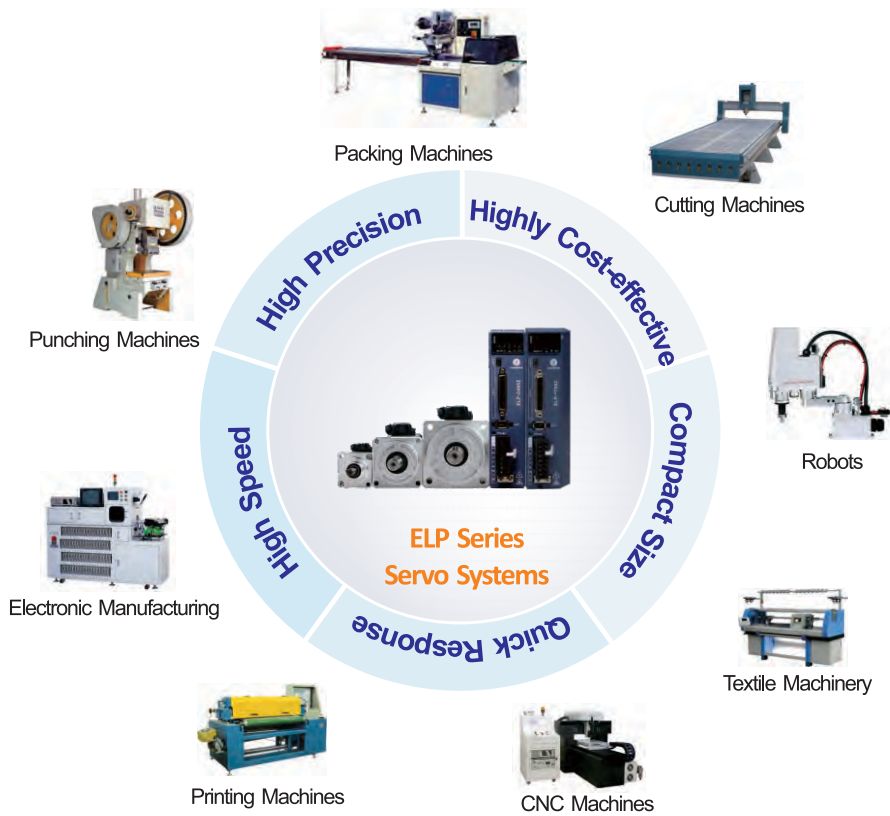 Packing Machines
Cutting Machines
Punching Machines
High Precision
Highly Cost-effective
Robots
High Speed
Compact Size
ELP Series
Servo Systems
Electronic Manufacturing
Quick Response
Textile Machinery
Printing Machines
CNC Machines